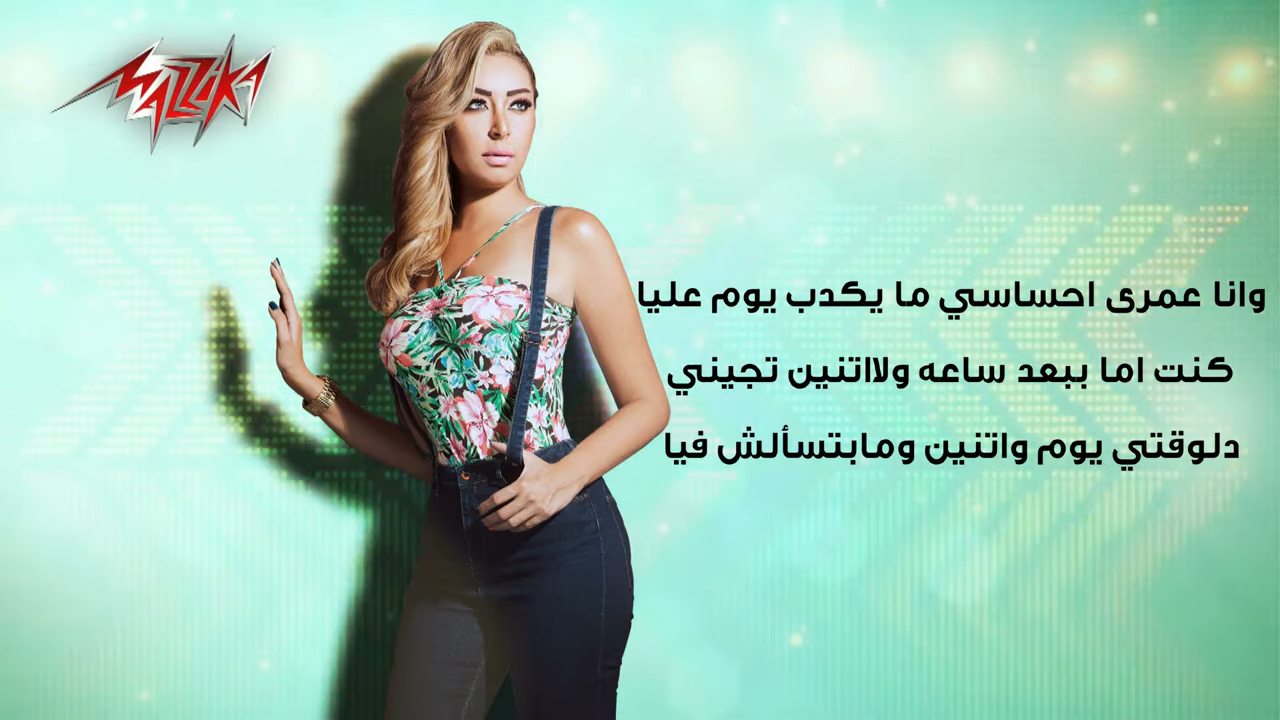 MAZZIKA
وانا عمرى احساسي ما يكدب يوم عليا
كنت اما ببعد ساعه ولااتنين تجيني
دلوقتي يوم واتنين ومابتسألش فيا